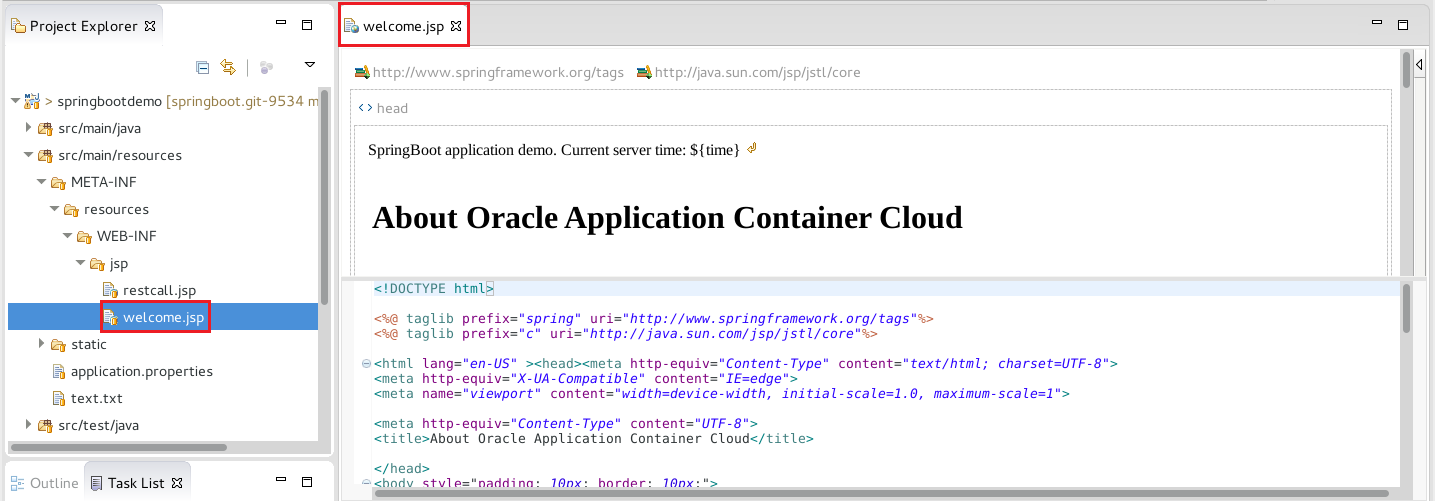 Project Explorer
> springbootdemo [springboot.git-9534 m
src/main/java
src/main/resources
META-INF
resources
WEB-INF
jsp
restcall.jsp
welcome.jsp
static
application.properties
text.txt
src/test/java
Outline
Task List
welcome.jsp
http://www.springframework.org/tags http://java.sun.com/jsp/jstl/core
<> head
SpringBoot application demo. Current server time: ${time}
About Oracle Application Container Cloud
<!DOCTYPE html>
<%@ taglib prefix="spring" uri="http://www.springframework.org/tags"%>
<%@ taglib prefix="c" uri="http://java.sun.com/jsp/jstl/core"%>
<html lang="en-US" ><head><meta http-equiv="Content-Type" content="text/html; charset=UTF-8">
<meta http-equiv="X-UA-Compatible" content="IE=edge">
<meta name="viewport" content="width=device-width, initial-scale=1.0, maximum-scale=1">
<meta http-equiv="Content-Type" content="UTF-8">
<title>About Oracle Application Container Cloud</title>
</head>
<body style="padding: 10px; border: 10px;">